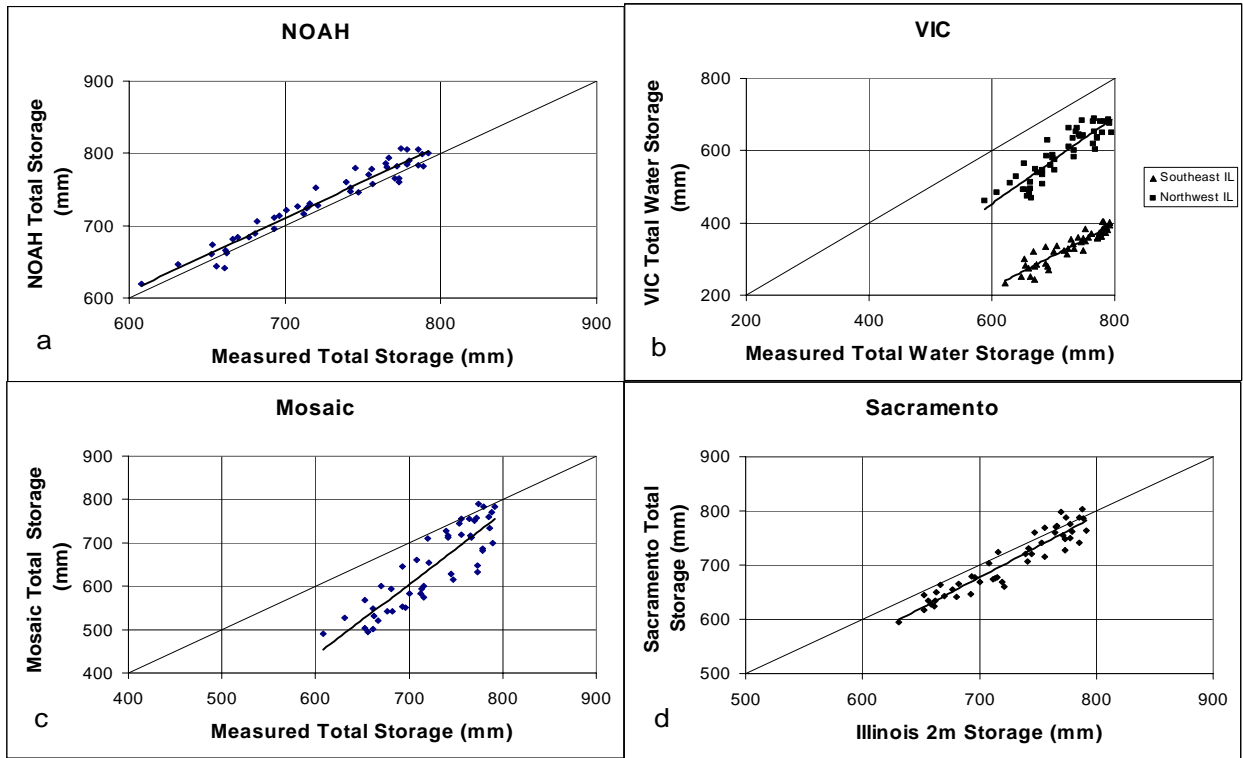 NOAH
NOAH Total Storage
(mm)
900
800
700
600
600 700 800 900
a
Measured Total Storage (mm)
VIC
VIC Total Water Storage
(mm)
800
600
400
200
200 400 600 800
b
Measured Total Water Storage (mm)
Southeast IL
Northwest IL
Mosaic
Mosaic Total Storage
(mm)
900
800
700
600
500
400
400 500 600 700 800 900
c
Measured Total Storage (mm)
Sacramento
Sacramento Total
Storage (mm)
900
800
700
600
500
500 600 700 800 900
d
Illinois 2m Storage (mm)